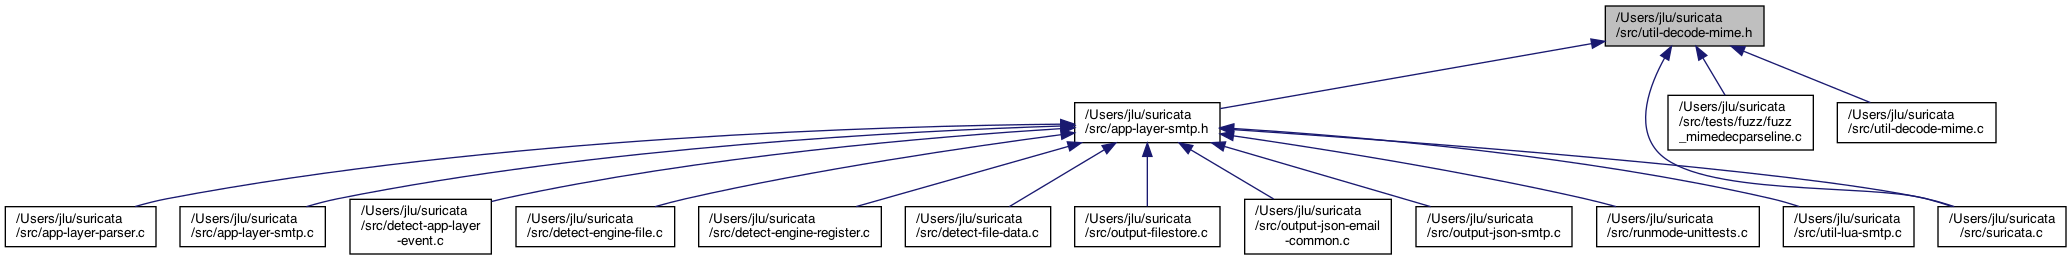 /Users/jlu/suricata
/src/util-decode-mime.h
/Users/jlu/suricata
/src/app-layer-smtp.h
/Users/jlu/suricata
/src/tests/fuzz/fuzz
_mimedecparseline.c
/Users/jlu/suricata
/src/util-decode-mime.c
/Users/jlu/suricata
/src/app-layer-parser.c
/Users/jlu/suricata
/src/app-layer-smtp.c
/Users/jlu/suricata
/src/detect-app-layer
-event.c
/Users/jlu/suricata
/src/detect-engine-file.c
/Users/jlu/suricata
/src/detect-engine-register.c
/Users/jlu/suricata
/src/detect-file-data.c
/Users/jlu/suricata
/src/output-filestore.c
/Users/jlu/suricata
/src/output-json-email
-common.c
/Users/jlu/suricata
/src/output-json-smtp.c
/Users/jlu/suricata
/src/runmode-unittests.c
/Users/jlu/suricata
/src/util-lua-smtp.c
/Users/jlu/suricata
/src/suricata.c